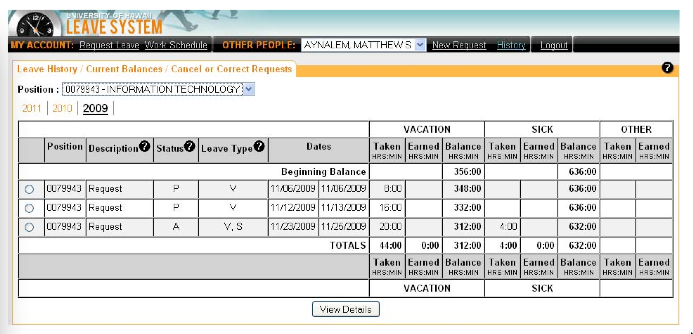 UNIVERSITY OF HAWAII
LEAVE SYSTEM
MY ACCOUNT: Request Leave Work Schedule OTHER PEOPLE: AYNALEM, MATTHEW S New Request History Logout
Leave History / Current Balances / Cancel or Correct Requests ?
Position : 0079943 - INFORMATION TECHNOLOGY
2011 | 2010 | 2009
VACATION SICK OTHER
Position Description ? Status ? Leave Type ? Dates Taken HRS:MIN Earned HRS:MIN Balance HRS:MIN Taken HRS:MIN Earned HRS:MIN Balance HRS:MIN Taken HRS:MIN Earned HRS:MIN
Beginning Balance 356:00 636:00
0079943 Request P V 11/06/2009 11/06/2009 8:00 348:00 636:00
0079943 Request P V 11/12/2009 11/13/2009 16:00 332:00 636:00
0079943 Request A V, S 11/23/2009 11/25/2009 20:00 312:00 4:00 632:00
TOTALS 44:00 0:00 312:00 4:00 0:00 632:00
Taken HRS:MIN Earned HRS:MIN Balance HRS:MIN Taken HRS:MIN Earned HRS:MIN Balance HRS:MIN Taken HRS:MIN Earned HRS:MIN
VACATION SICK
View Details